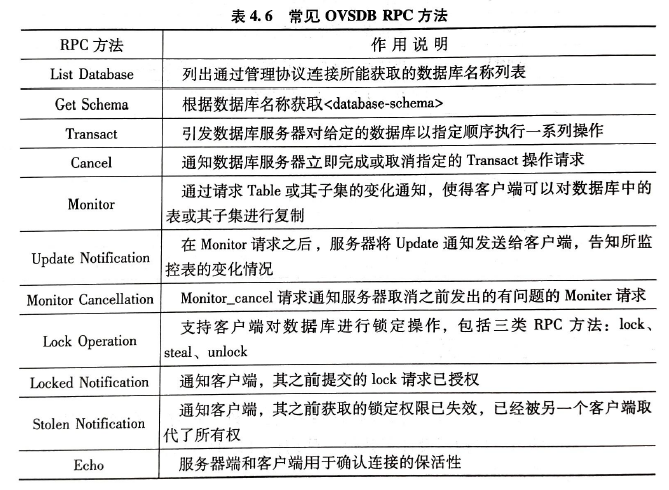 表 4.6 常见 OVSDB RPC 方法
RPC 方法 作用说明
List Database 列出通过管理协议连接所能获取的数据库名称列表
Get Schema 根据数据库名称获取<database-schema>
Transact 引发数据库服务器对给定的数据库以指定顺序执行一系列操作
Cancel 通知数据库服务器立即完成或取消指定的 Transact 操作请求
Monitor 通过请求 Table 或其子集的变化通知，使得客户端可以对数据库中的
表或其子集进行复制
Update Notification 在 Monitor 请求之后，服务器将 Update 通知发送给客户端，告知所监
控表的变化情况
Monitor Cancellation Monitor_cancel 请求通知服务器取消之前发出的有问题的 Moniter 请求
Lock Operation 支持客户端对数据库进行锁定操作，包括三类 RPC 方法：lock、
steal、unlock
Locked Notification 通知客户端，其之前提交的 lock 请求已授权
Stolen Notification 通知客户端，其之前获取的锁定权限已失效，已经被另一个客户端取
代了所有权
Echo 服务器端和客户端用于确认连接的保活性